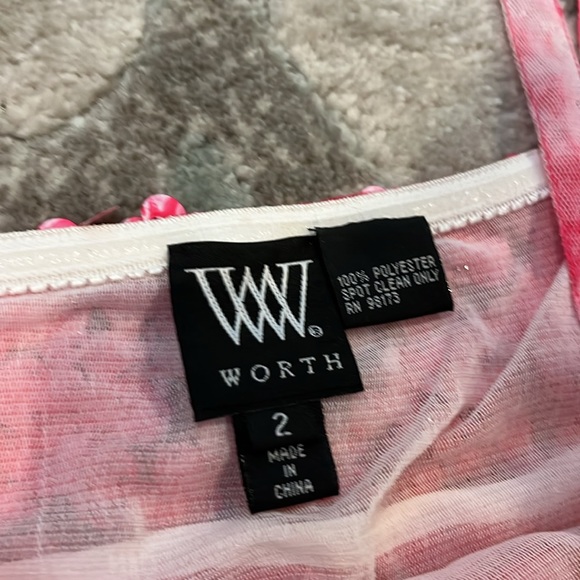 W
®
WORTH
2
MADE
IN
CHINA
100% POLYESTER
SPOT CLEAN ONLY
RN 98173